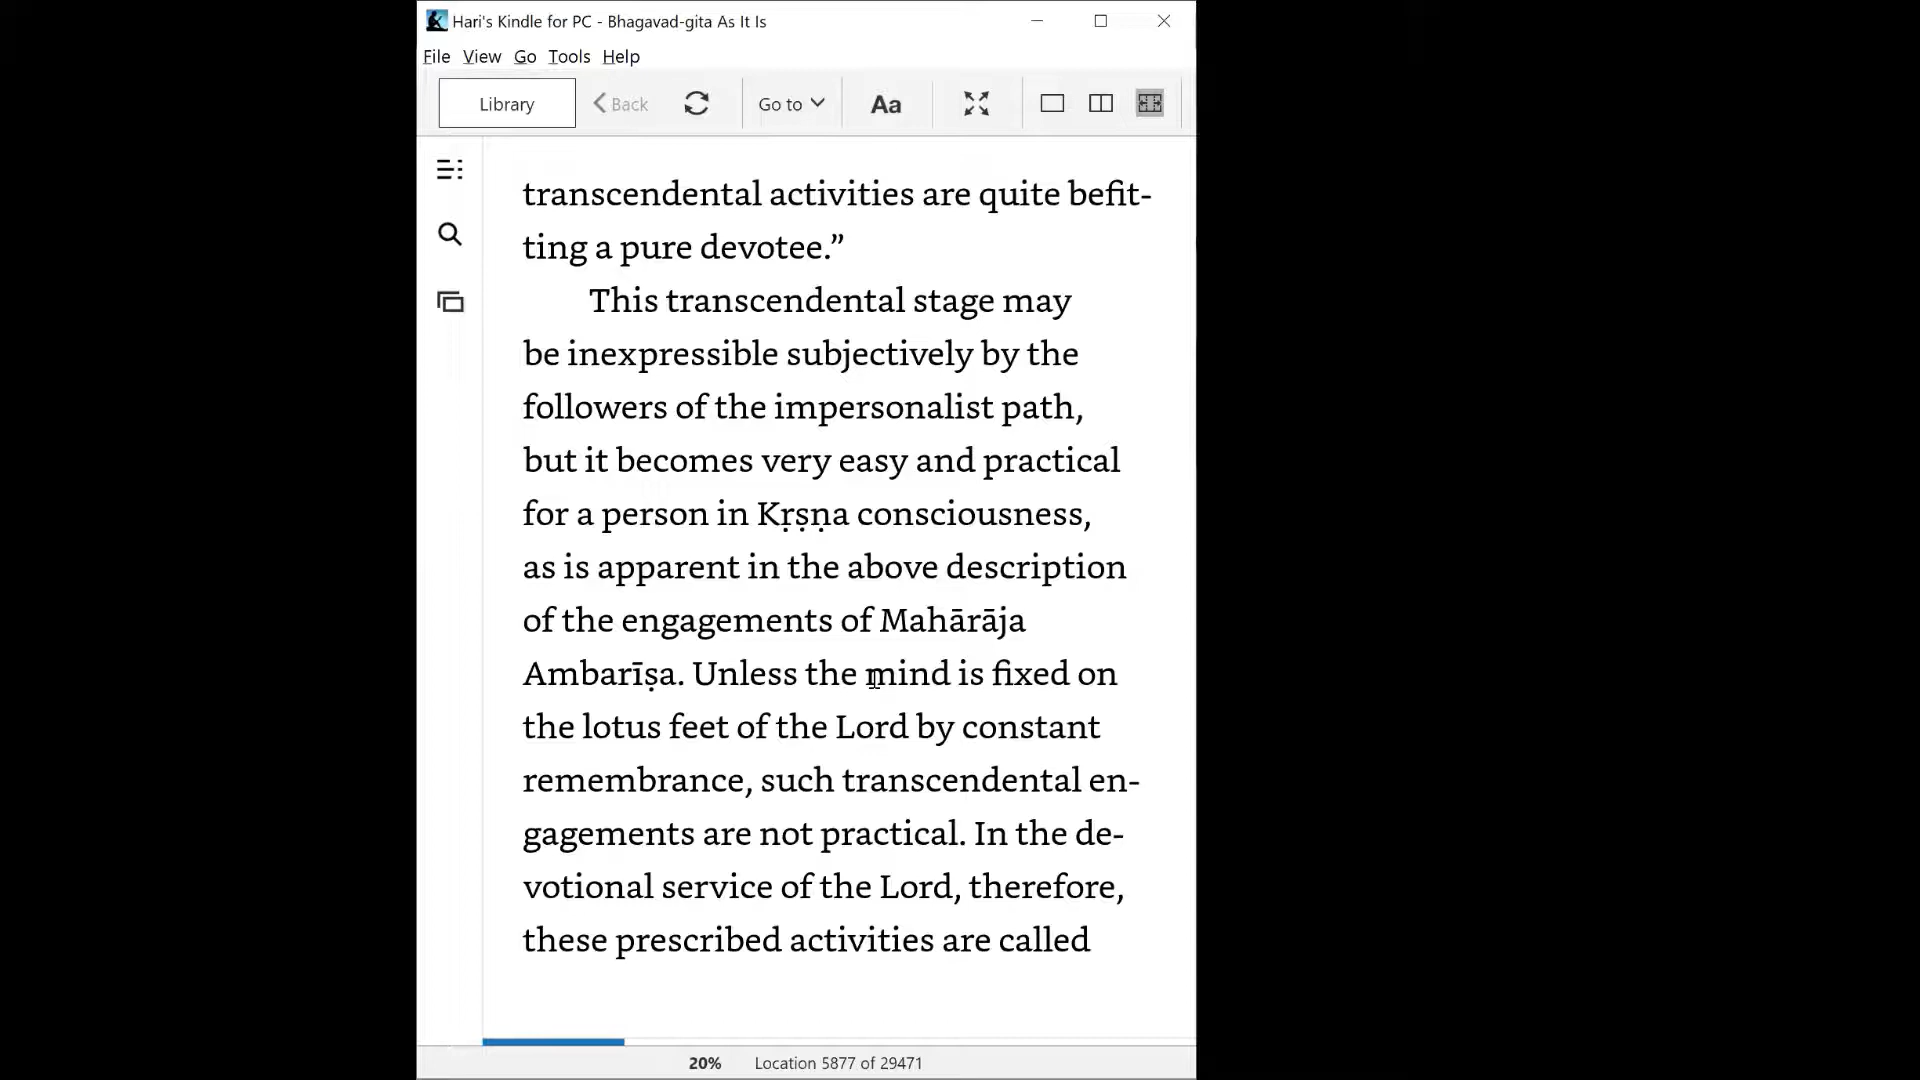 Hari's Kindle for PC - Bhagavad-gita As It Is
File View Go Tools Help
Library Back Go to Aa
transcendental activities are quite befit-
ting a pure devotee.”
This transcendental stage may
be inexpressible subjectively by the
followers of the impersonalist path,
but it becomes very easy and practical
for a person in Kṛṣṇa consciousness,
as is apparent in the above description
of the engagements of Mahārāja
Ambarīṣa. Unless the mind is fixed on
the lotus feet of the Lord by constant
remembrance, such transcendental en-
gagements are not practical. In the de-
votional service of the Lord, therefore,
these prescribed activities are called
20% Location 5877 of 29471